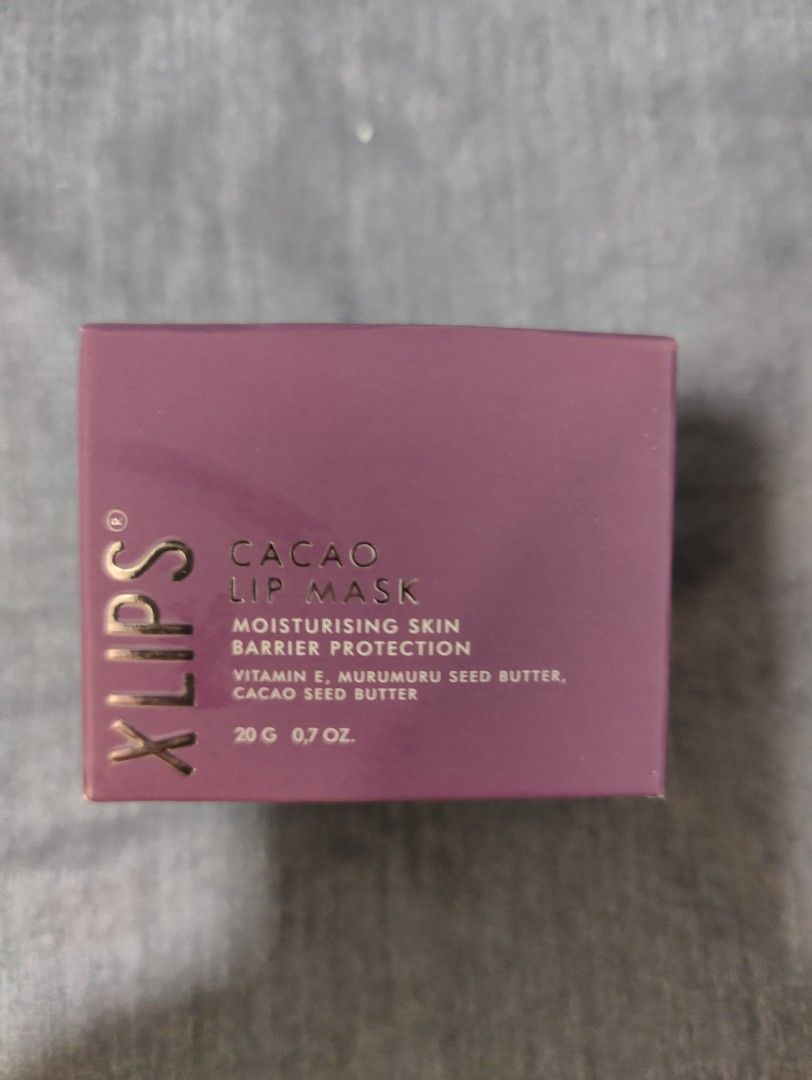 XLIPS®
CACAO
LIP MASK
MOISTURISING SKIN
BARRIER PROTECTION
VITAMIN E, MURUMURU SEED BUTTER,
CACAO SEED BUTTER
20 G 0,7 OZ.